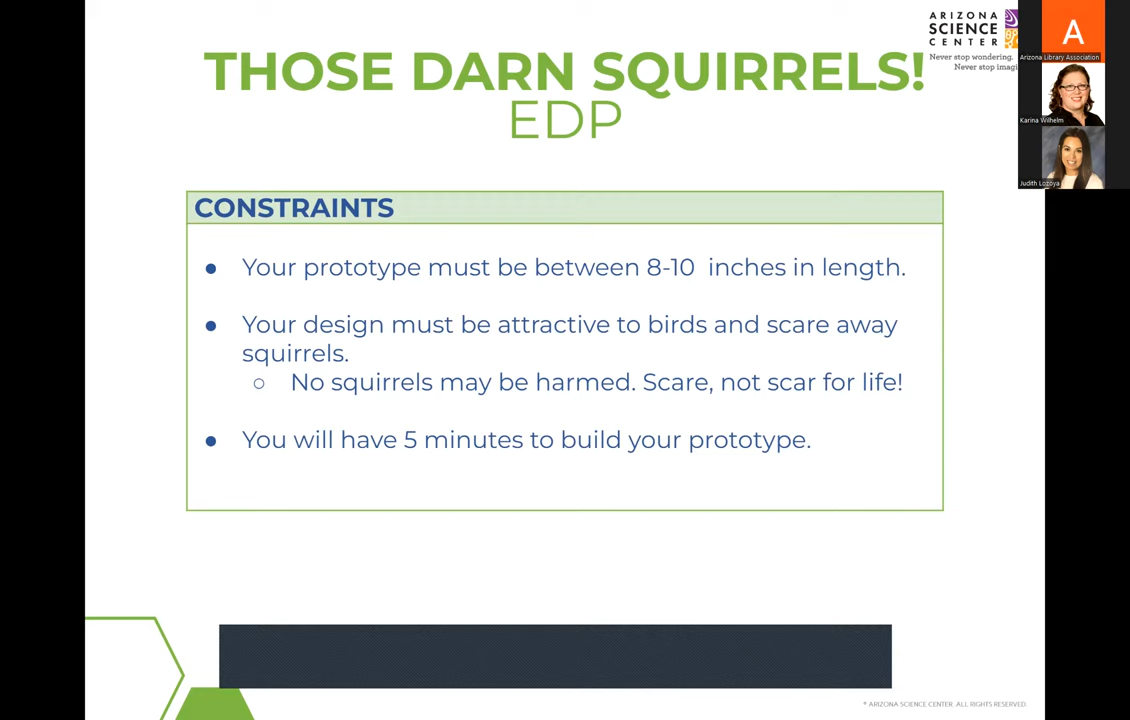 ARIZONA
SCIENCE
CENTER
Never stop wondering.
Never stop imagi
THOSE DARN SQUIRRELS!
EDP
CONSTRAINTS
● Your prototype must be between 8-10 inches in length.
● Your design must be attractive to birds and scare away
squirrels.
○ No squirrels may be harmed. Scare, not scar for life!
● You will have 5 minutes to build your prototype.
® ARIZONA SCIENCE CENTER. ALL RIGHTS RESERVED.
A
Arizona Library Association
Karina Wilhelm
Judith Lozoya